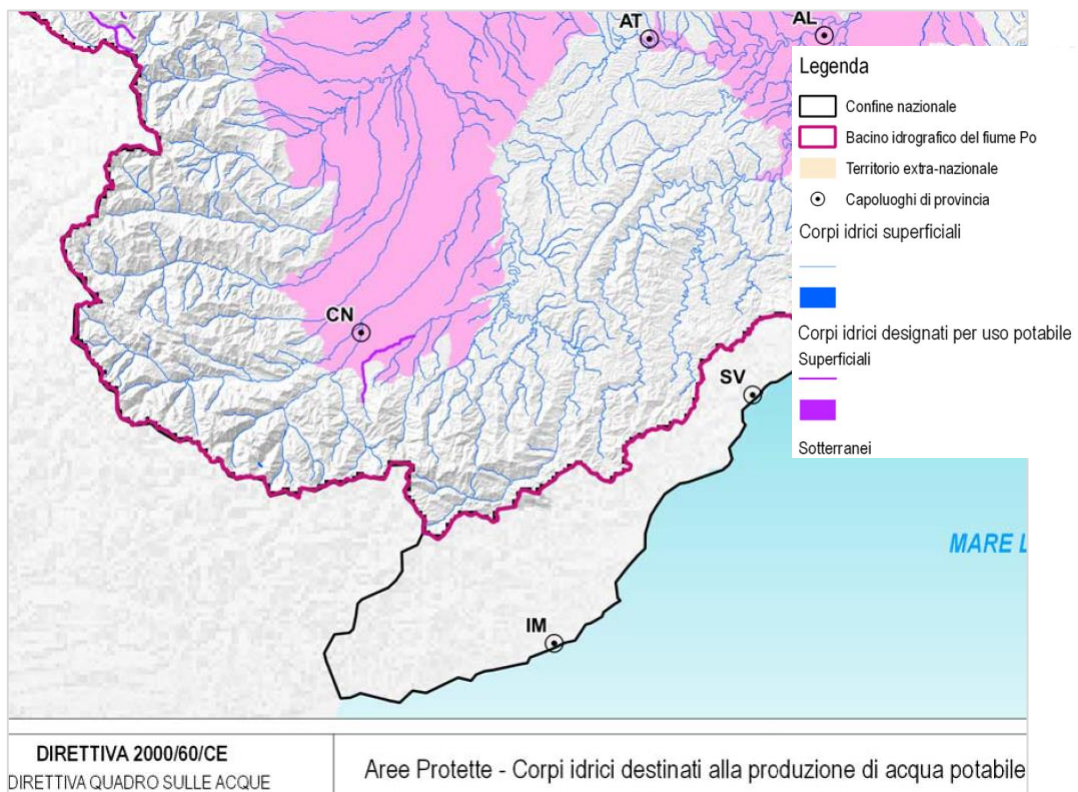 AT
AL
CN
SV
IM
MARE L
Legenda
Confine nazionale
Bacino idrografico del fiume Po
Territorio extra-nazionale
Capoluoghi di provincia
Corpi idrici superficiali
Corpi idrici designati per uso potabile
Superficiali
Sotterranei
DIRETTIVA 2000/60/CE
DIRETTIVA QUADRO SULLE ACQUE
Aree Protette - Corpi idrici destinati alla produzione di acqua potabile